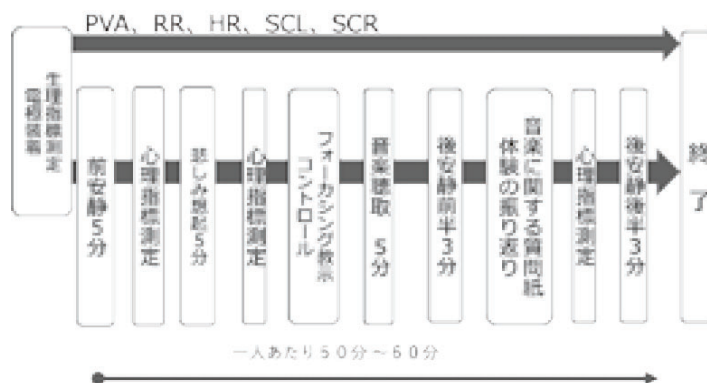 PVA、RR、HR、SCL、SCR
生理指標測定
電極装着
前安静5分
心理指標測定
悲しみ喚起5分
心理指標測定
フォーカシング教示
コントロール
音楽聴取 5分
後安静前半3分
音楽に関する質問紙
体験の振り返り
心理指標測定
後安静後半3分
終了
一人あたり50分~60分